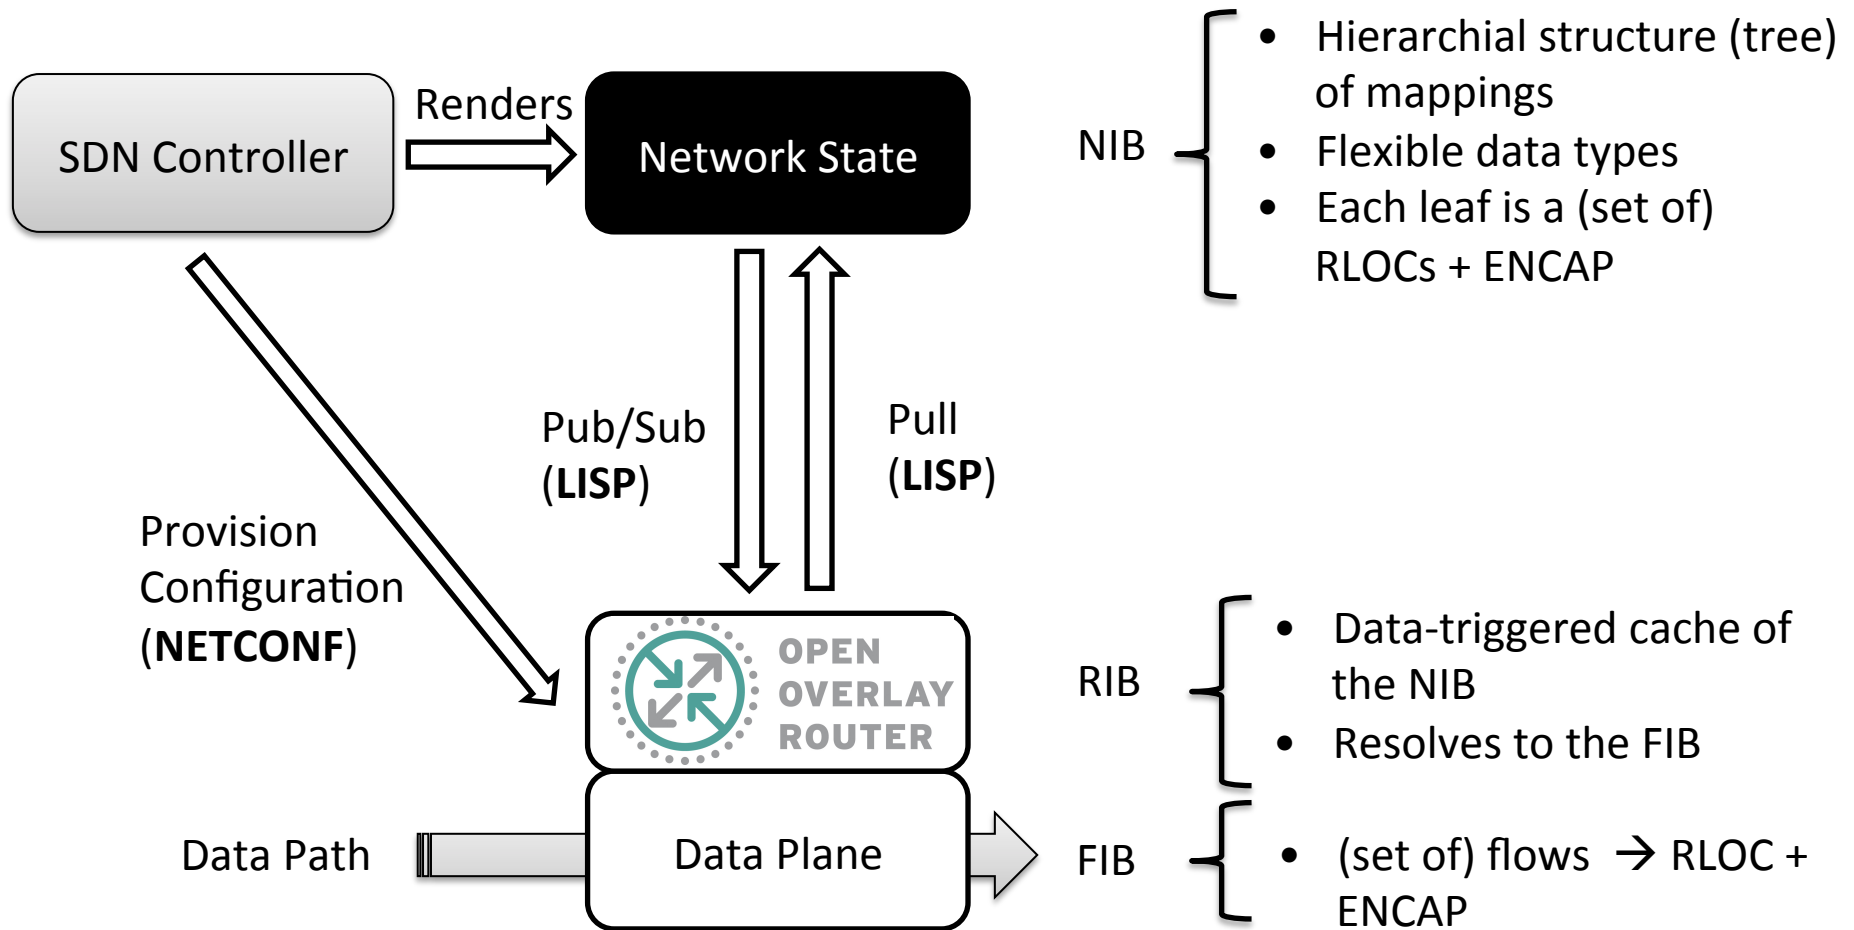 SDN Controller
Renders
Network State
NIB
• Hierarchial structure (tree)
of mappings
• Flexible data types
• Each leaf is a (set of)
RLOCs + ENCAP
Pub/Sub
(LISP)
Pull
(LISP)
Provision
Configuration
(NETCONF)
OPEN
OVERLAY
ROUTER
RIB
• Data-triggered cache of
the NIB
• Resolves to the FIB
Data Path
Data Plane
FIB
• (set of) flows → RLOC +
ENCAP